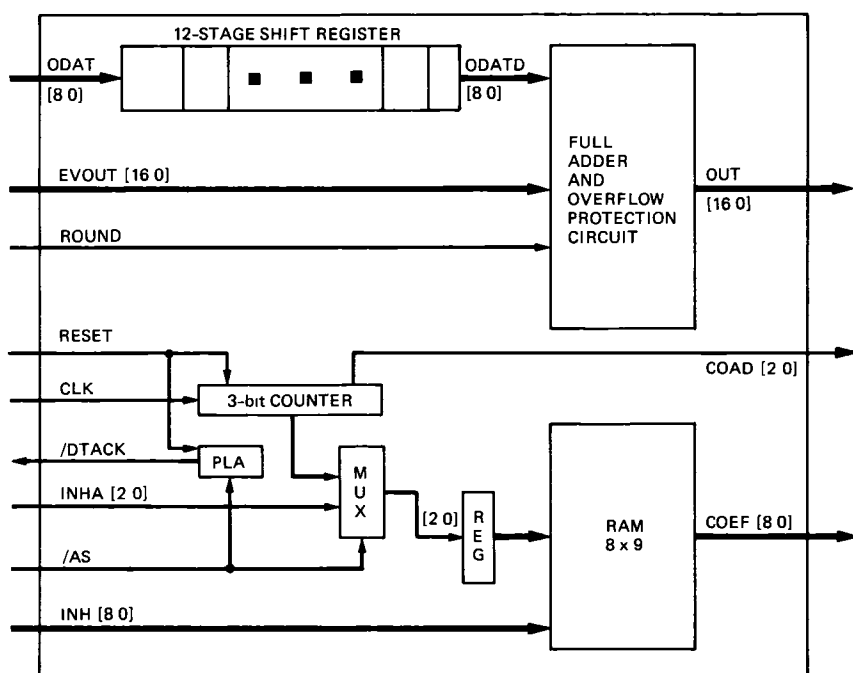 12-STAGE SHIFT REGISTER
ODAT
[8 0]
ODATD
[8 0]
EVOUT [16 0]
ROUND
FULL
ADDER
AND
OVERFLOW
PROTECTION
CIRCUIT
OUT
[16 0]
RESET
CLK
3-bit COUNTER
COAD [2 0]
/DTACK
PLA
INHA [2 0]
M
U
X
[2 0]
R
E
G
RAM
8 x 9
COEF [8 0]
/AS
INH [8 0]